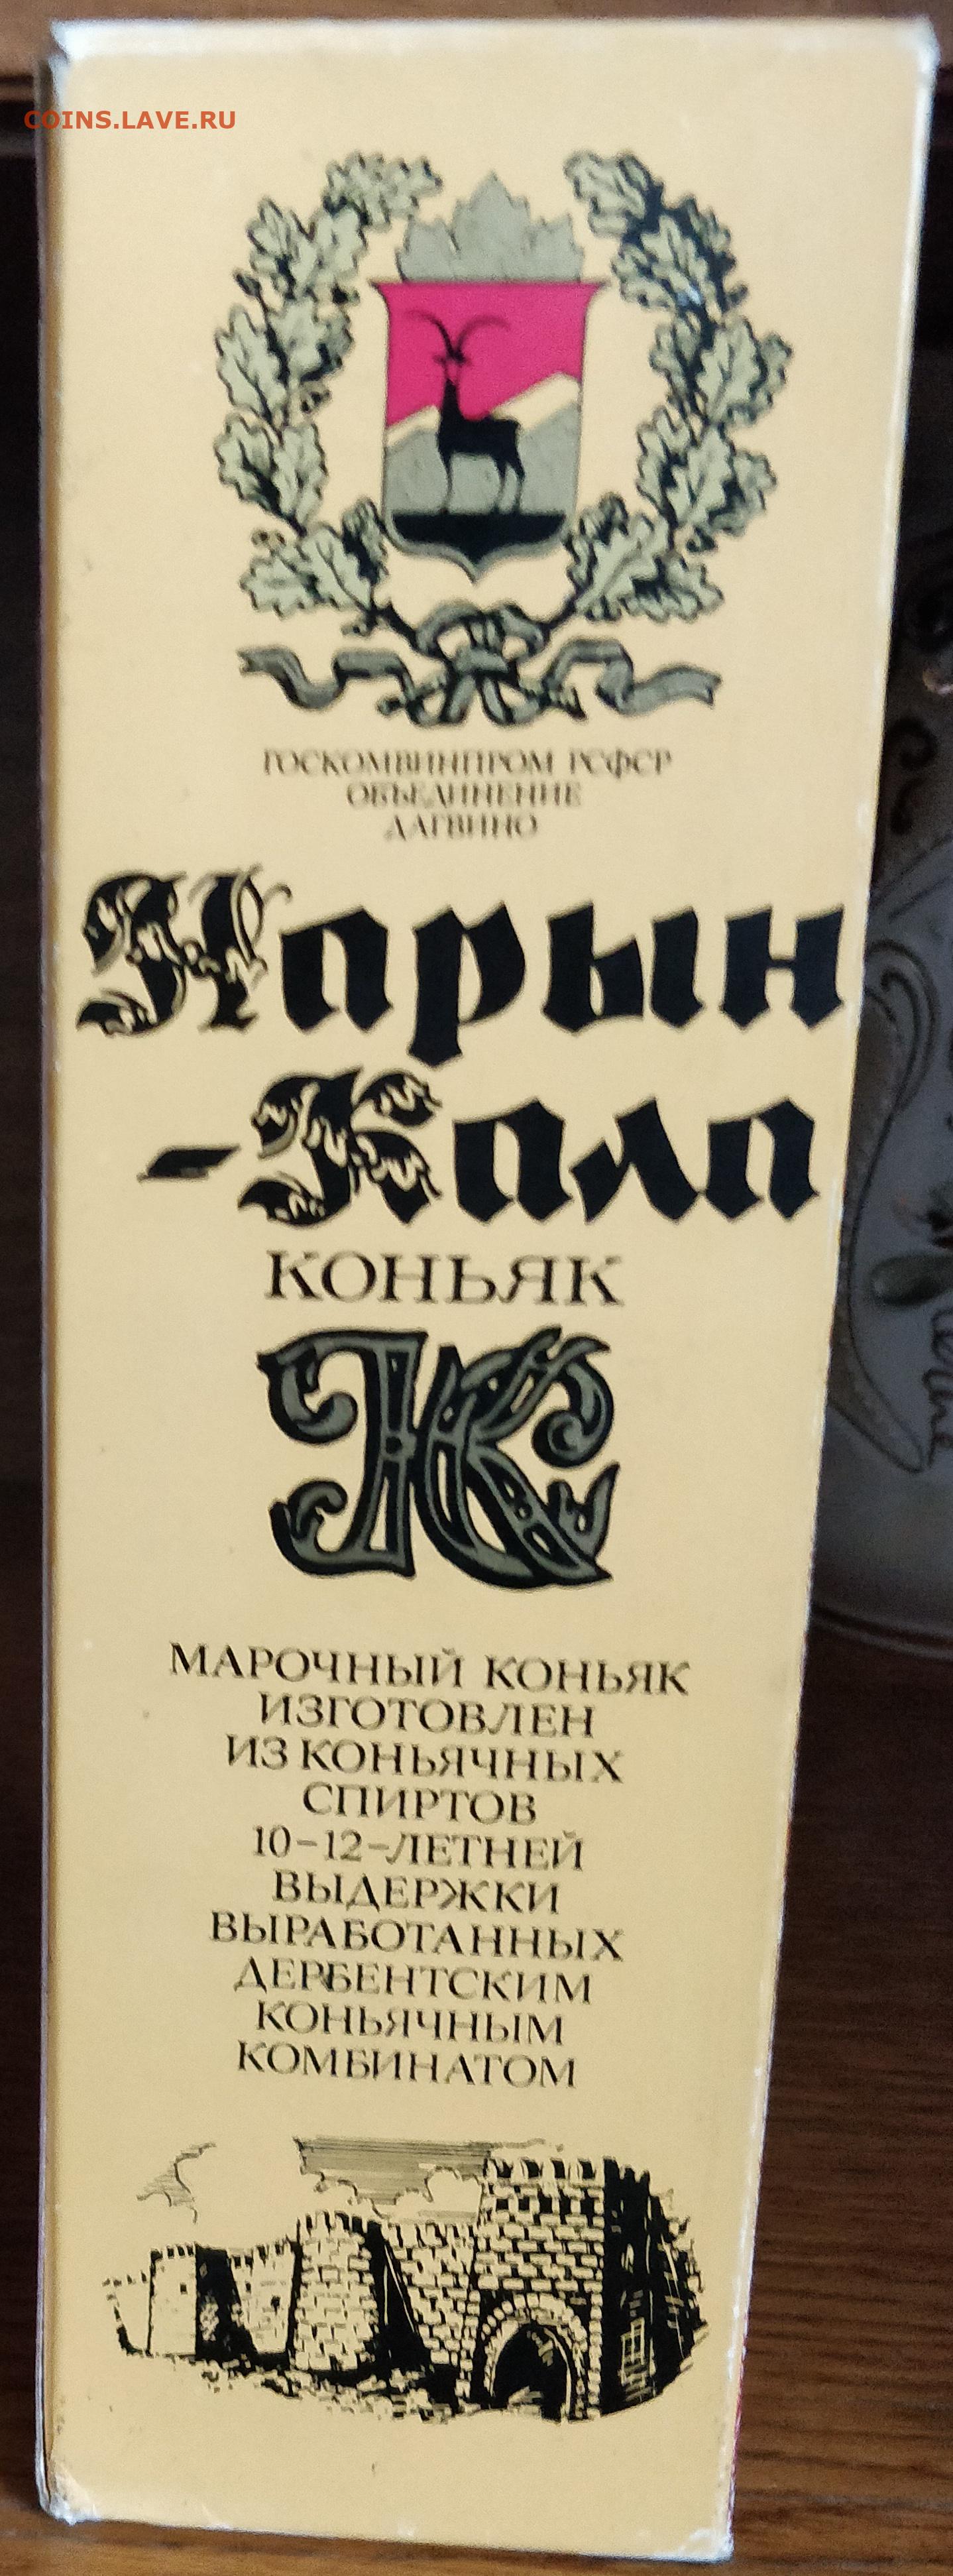 COINS.LAVE.RU
ГОСКОМВИНПРОМ РСФСР
ОБЪЕДИНЕНИЕ
ДАГВИНО
Нарын
-Кала
КОНЬЯК
К
МАРОЧНЫЙ КОНЬЯК
ИЗГОТОВЛЕН
ИЗ КОНЬЯЧНЫХ
СПИРТОВ
10-12-ЛЕТНЕЙ
ВЫДЕРЖКИ
ВЫРАБОТАННЫХ
ДЕРБЕНТСКИМ
КОНЬЯЧНЫМ
КОМБИНАТОМ